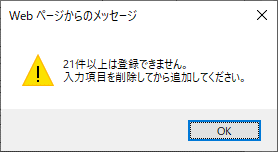 Web ページからのメッセージ
21件以上は登録できません。
入力項目を削除してから追加してください。
OK